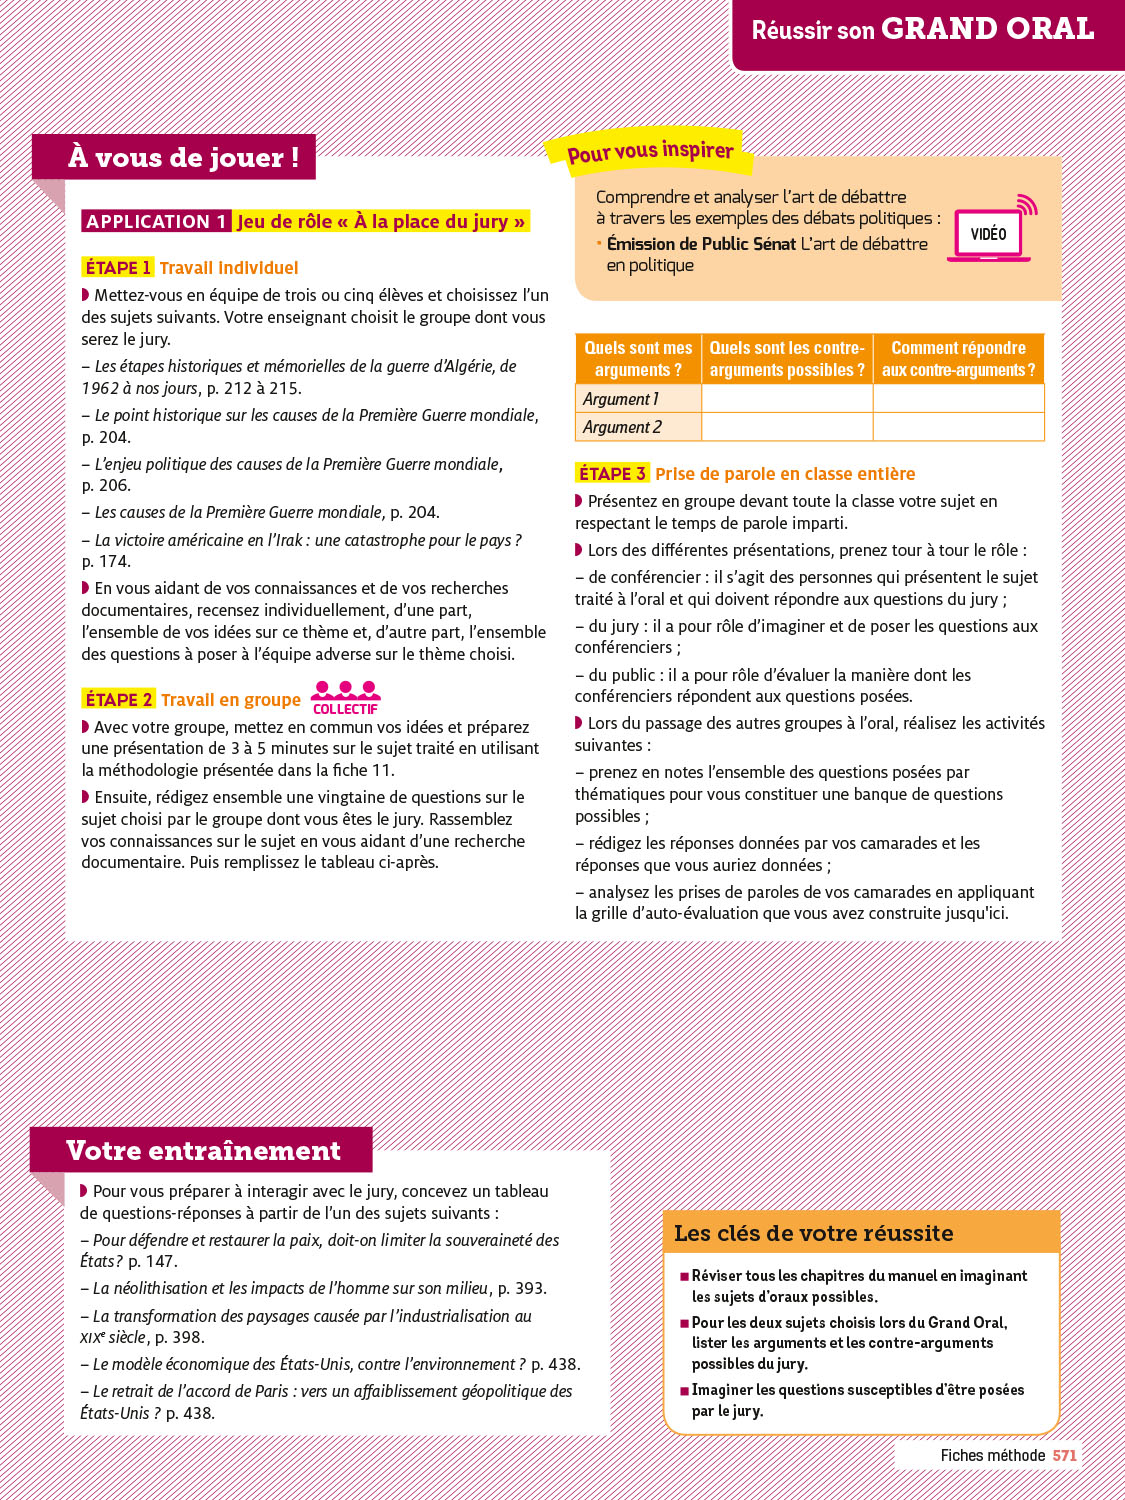 Réussir son GRAND ORAL
À vous de jouer !
APPLICATION 1 Jeu de rôle « À la place du jury »
ÉTAPE 1 Travail individuel
Mettez-vous en équipe de trois ou cinq élèves et choisissez l'un
des sujets suivants. Votre enseignant choisit le groupe dont vous
serez le jury.
– Les étapes historiques et mémorielles de la guerre d'Algérie, de
1962 à nos jours, p. 212 à 215.
– Le point historique sur les causes de la Première Guerre mondiale,
p. 204.
– L'enjeu politique des causes de la Première Guerre mondiale,
p. 206.
– Les causes de la Première Guerre mondiale, p. 204.
– La victoire américaine en l'Irak : une catastrophe pour le pays ?
p. 174.
En vous aidant de vos connaissances et de vos recherches
documentaires, recensez individuellement, d'une part,
l'ensemble de vos idées sur ce thème et, d'autre part, l'ensemble
des questions à poser à l'équipe adverse sur le thème choisi.
ÉTAPE 2 Travail en groupe
COLLECTIF
Avec votre groupe, mettez en commun vos idées et préparez
une présentation de 3 à 5 minutes sur le sujet traité en utilisant
la méthodologie présentée dans la fiche 11.
Ensuite, rédigez ensemble une vingtaine de questions sur le
sujet choisi par le groupe dont vous êtes le jury. Rassemblez
vos connaissances sur le sujet en vous aidant d'une recherche
documentaire. Puis remplissez le tableau ci-après.
Pour vous inspirer
Comprendre et analyser l'art de débattre
à travers les exemples des débats politiques :
• Émission de Public Sénat L'art de débattre
en politique
VIDÉO
Quels sont mes
arguments ?
Quels sont les contre-
arguments possibles ?
Comment répondre
aux contre-arguments ?
Argument 1
Argument 2
ÉTAPE 3 Prise de parole en classe entière
Présentez en groupe devant toute la classe votre sujet en
respectant le temps de parole imparti.
Lors des différentes présentations, prenez tour à tour le rôle :
– de conférencier : il s'agit des personnes qui présentent le sujet
traité à l'oral et qui doivent répondre aux questions du jury ;
– du jury : il a pour rôle d'imaginer et de poser les questions aux
conférenciers ;
– du public : il a pour rôle d'évaluer la manière dont les
conférenciers répondent aux questions posées.
Lors du passage des autres groupes à l'oral, réalisez les activités
suivantes :
– prenez en notes l'ensemble des questions posées par
thématiques pour vous constituer une banque de questions
possibles ;
– rédigez les réponses données par vos camarades et les
réponses que vous auriez données ;
– analysez les prises de paroles de vos camarades en appliquant
la grille d'auto-évaluation que vous avez construite jusqu'ici.
Votre entraînement
Pour vous préparer à interagir avec le jury, concevez un tableau
de questions-réponses à partir de l'un des sujets suivants :
– Pour défendre et restaurer la paix, doit-on limiter la souveraineté des
États ? p. 147.
– La néolithisation et les impacts de l'homme sur son milieu, p. 393.
– La transformation des paysages causée par l'industrialisation au
XIXe siècle, p. 398.
– Le modèle économique des États-Unis, contre l'environnement ? p. 438.
– Le retrait de l'accord de Paris : vers un affaiblissement géopolitique des
États-Unis ? p. 438.
Les clés de votre réussite
Réviser tous les chapitres du manuel en imaginant
les sujets d'oraux possibles.
Pour les deux sujets choisis lors du Grand Oral,
lister les arguments et les contre-arguments
possibles du jury.
Imaginer les questions susceptibles d'être posées
par le jury.
Fiches méthode 571